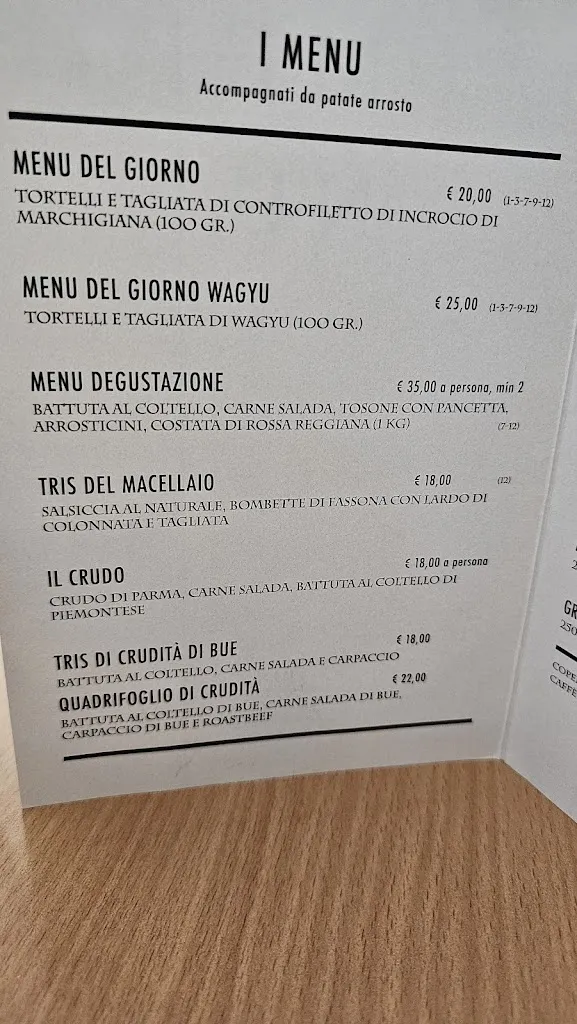 I MENU
Accompagnati da patate arrosto
MENU DEL GIORNO
€ 20,00 (1-3-7-9-12)
TORTELLI E TAGLIATA DI CONTROFILETTO DI INCROCIO DI
MARCHIGIANA (100 GR.)
MENU DEL GIORNO WAGYU
€ 25,00 (1-3-7-9-12)
TORTELLI E TAGLIATA DI WAGYU (100 GR.)
MENU DEGUSTAZIONE
€ 35,00 a persona, min 2
BATTUTA AL COLTELLO, CARNE SALADA, TOSONE CON PANCETTA,
ARROSTICINI, COSTATA DI ROSSA REGGIANA (1 KG) (7-12)
TRIS DEL MACELLAIO
€ 18,00 (12)
SALSICCIA AL NATURALE, BOMBETTE DI FASSONA CON LARDO DI
COLONNATA E TAGLIATA
IL CRUDO
€ 18,00 a persona
CRUDO DI PARMA, CARNE SALADA, BATTUTA AL COLTELLO DI
PIEMONTESE
TRIS DI CRUDITÀ DI BUE
€ 18,00
BATTUTA AL COLTELLO, CARNE SALADA E CARPACCIO
QUADRIFOGLIO DI CRUDITÀ
€ 22,00
BATTUTA AL COLTELLO DI BUE, CARNE SALADA DI BUE,
CARPACCIO DI BUE E ROASTBEEF
GR
250
COPE
CAFFÈ